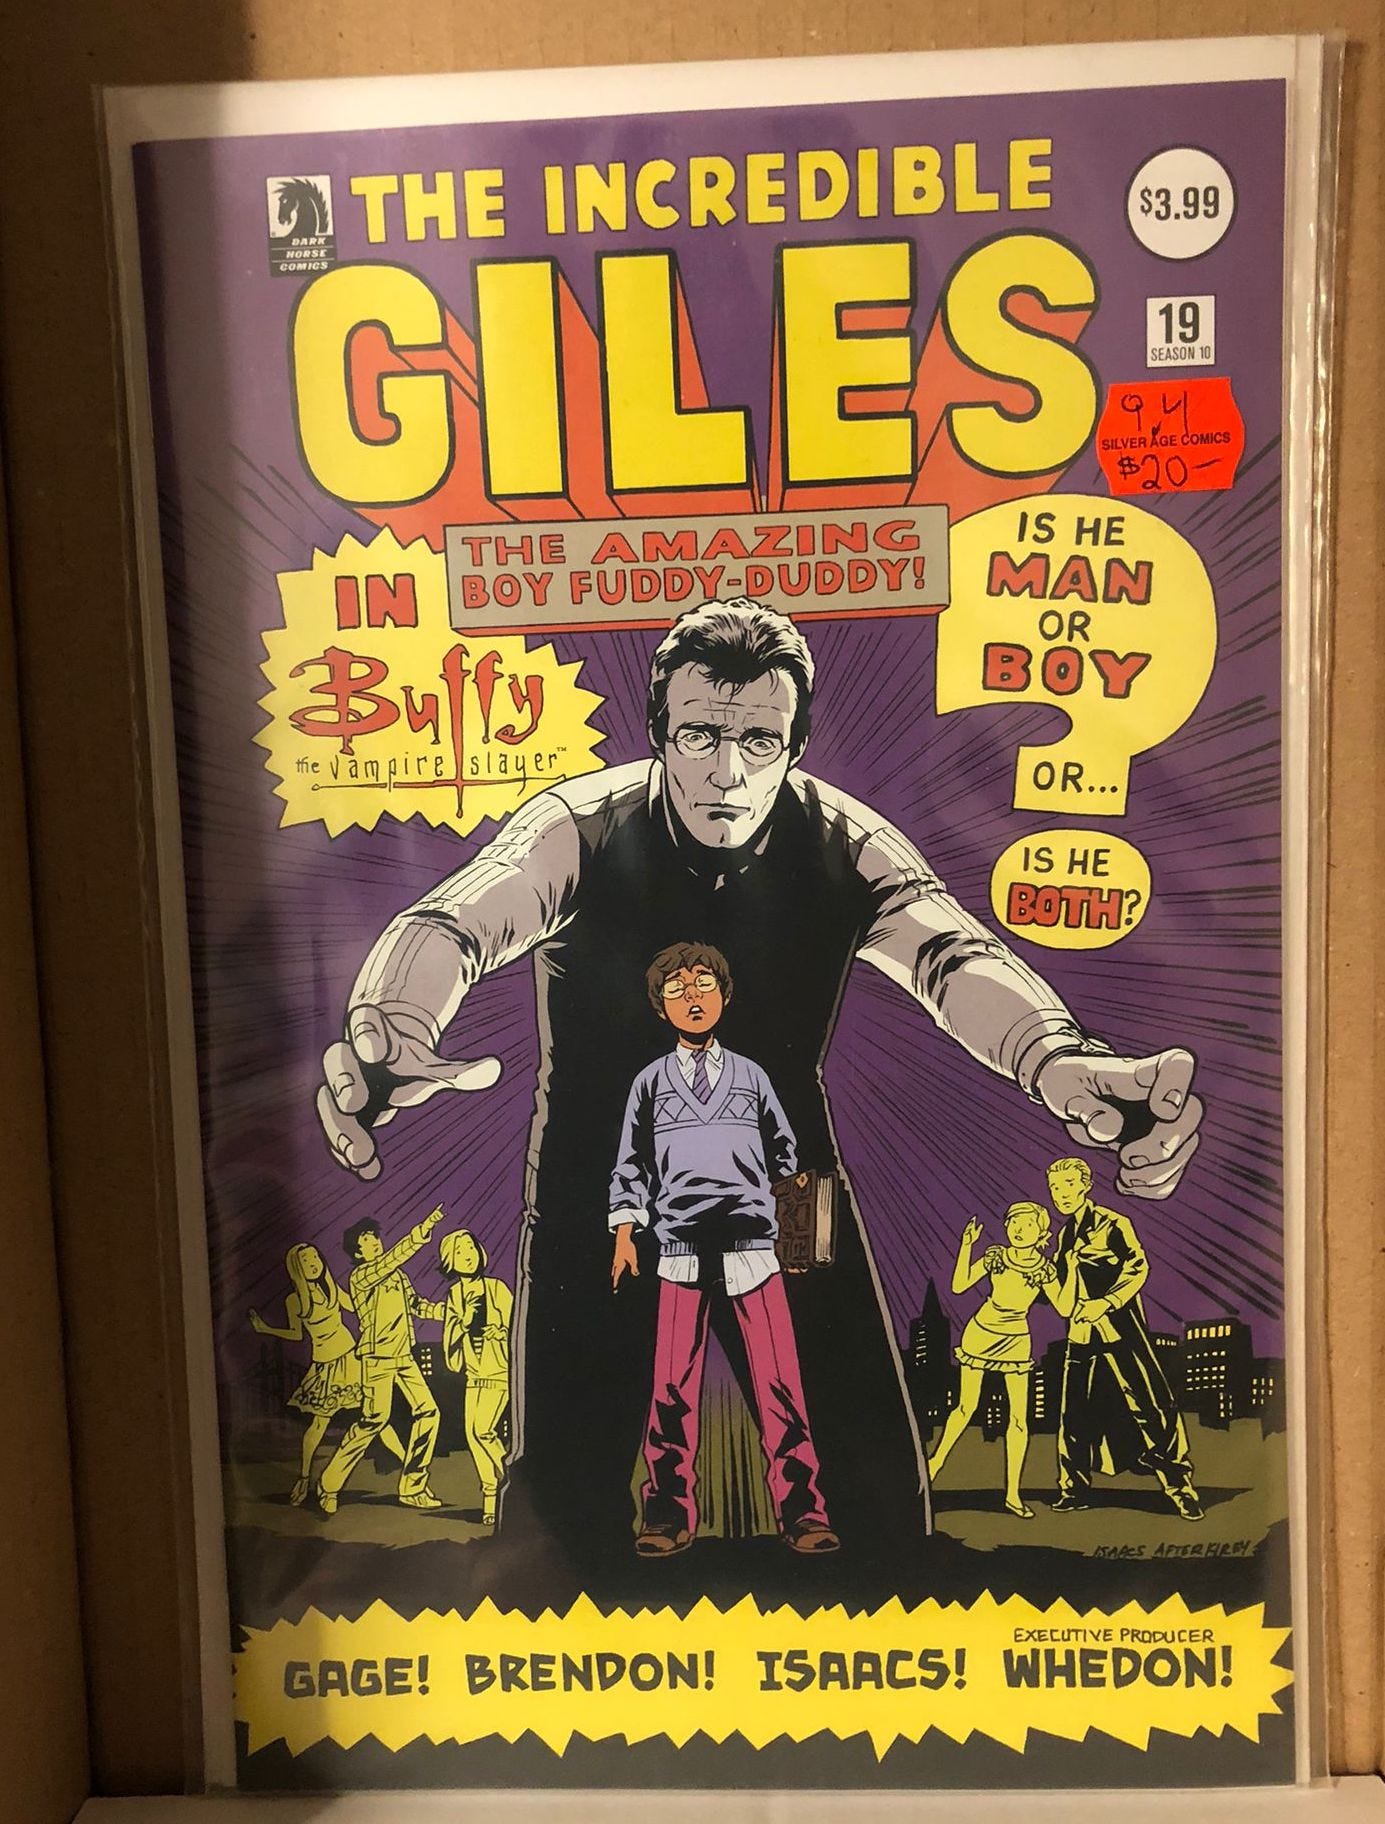 THE INCREDIBLE
GILES
DARK
HORSE
COMICS
$3.99
19
SEASON 10
9.4
SILVER AGE COMICS
$20-
THE AMAZING
BOY FUDDY-DUDDY!
IN
Buffy
the vampire slayer™
IS HE
MAN
OR
BOY
?
OR...
IS HE
BOTH?
ISAACS AFTER KIRBY
GAGE! BRENDON! ISAACS!
EXECUTIVE PRODUCER
WHEDON!